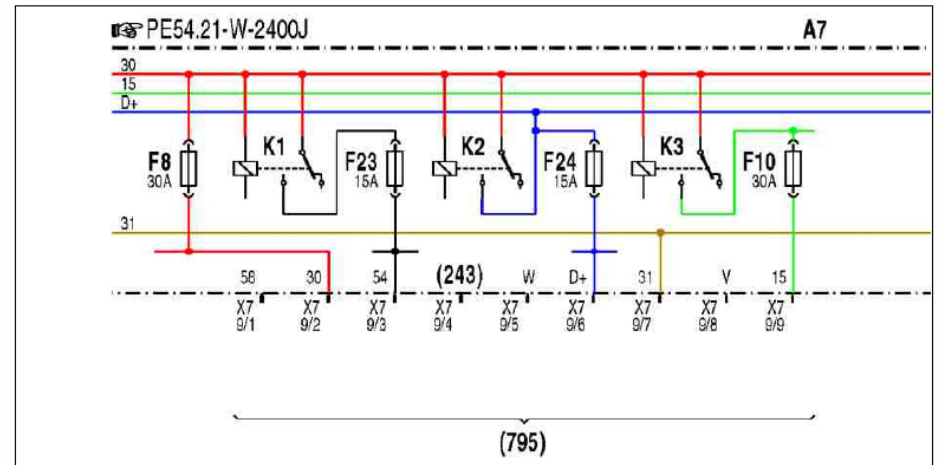 ☞ PE54.21-W-2400J A7
30
15
D+
F8 30A K1 F23 15A K2 F24 15A K3 F10 30A
31
56 30 54 (243) W D+ 31 V 15
X7 X7 X7 X7 X7 X7 X7 X7 X7
9/1 9/2 9/3 9/4 9/5 9/6 9/7 9/8 9/9
(795)